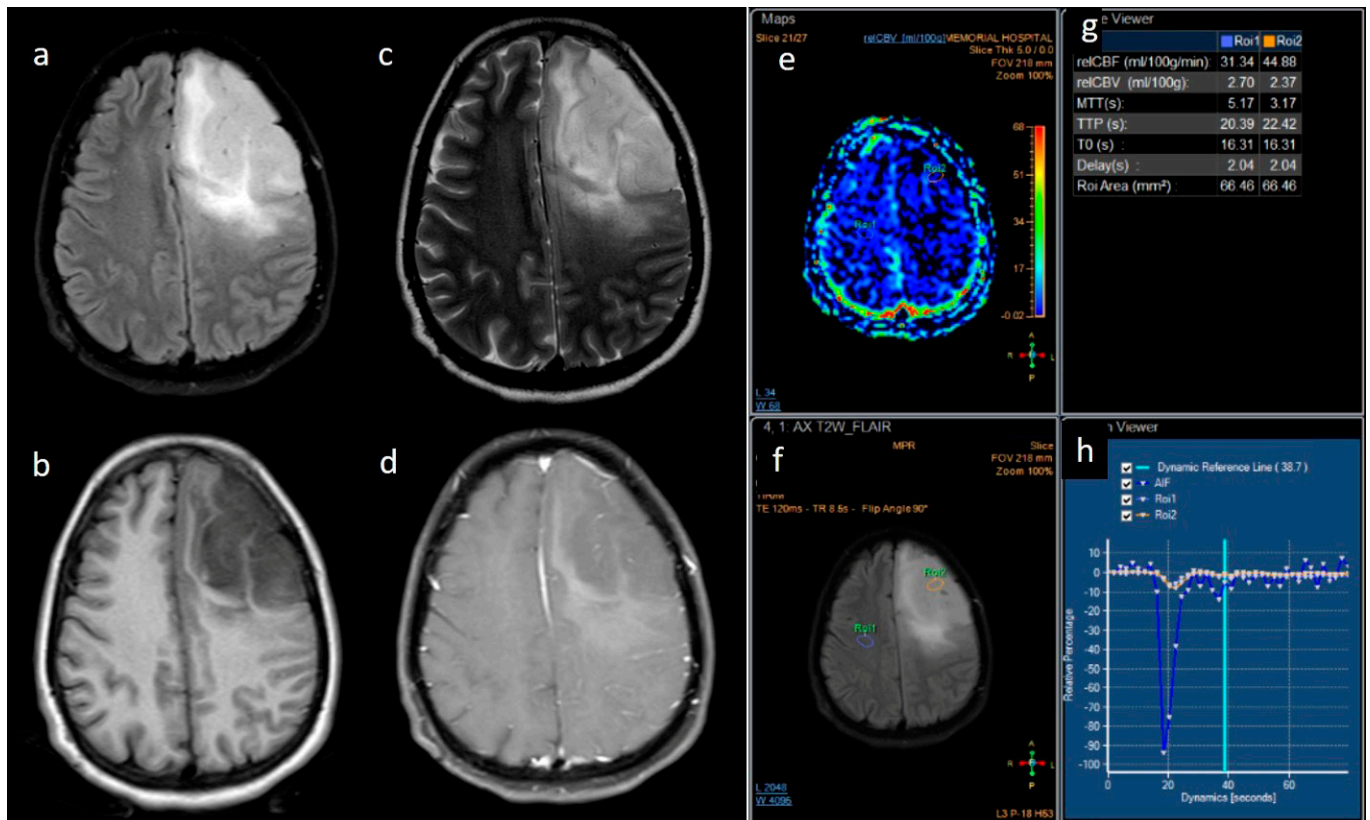 a
c
b
d
Maps
Slice 21/27
relCBV [ml/100g]MEMORIAL HOSPITAL
Slice Thk 5.0 / 0.0
FOV 218 mm
Zoom 100%
e
68
51
34
17
-0.02
Roi2
Roi1
A
R L
P
L 34
W 68
g
e Viewer
Roi1 Roi2
relCBF (ml/100g/min): 31.34 44.88
relCBV (ml/100g): 2.70 2.37
MTT(s): 5.17 3.17
TTP (s): 20.39 22.42
T0 (s) : 16.31 16.31
Delay(s) : 2.04 2.04
Roi Area (mm²) : 66.46 66.46
4, 1: AX T2W_FLAIR
MPR
Slice
FOV 218 mm
Zoom 100%
f
TE 120ms - TR 8.5s - Flip Angle 90°
Roi2
Roi1
A
R L
P
L 2048
W 4095
L3 P-18 H53
h
n Viewer
Dynamic Reference Line ( 38.7 )
AIF
Roi1
Roi2
Relative Percentage
10
0
-10
-20
-30
-40
-50
-60
-70
-80
-90
-100
0 20 40 60
Dynamics [seconds]